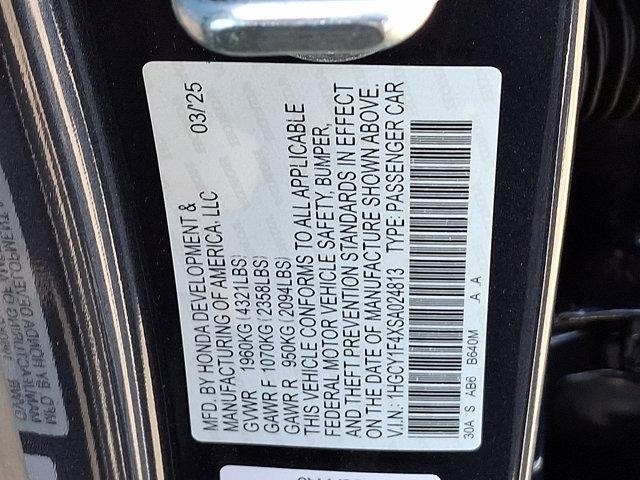 MFD. BY HONDA DEVELOPMENT & 03/'25
MANUFACTURING OF AMERICA, LLC
GVWR 1960KG(4321LBS)
GAWR F 1070KG(2358LBS)
GAWR R 950KG(2094LBS)
THIS VEHICLE CONFORMS TO ALL APPLICABLE
FEDERAL MOTOR VEHICLE SAFETY, BUMPER,
AND THEFT PREVENTION STANDARDS IN EFFECT
ON THE DATE OF MANUFACTURE SHOWN ABOVE.
V.I.N: 1HGCY1F4XSA024813 TYPE: PASSENGER CAR
30A S AB6 B640M .A .A